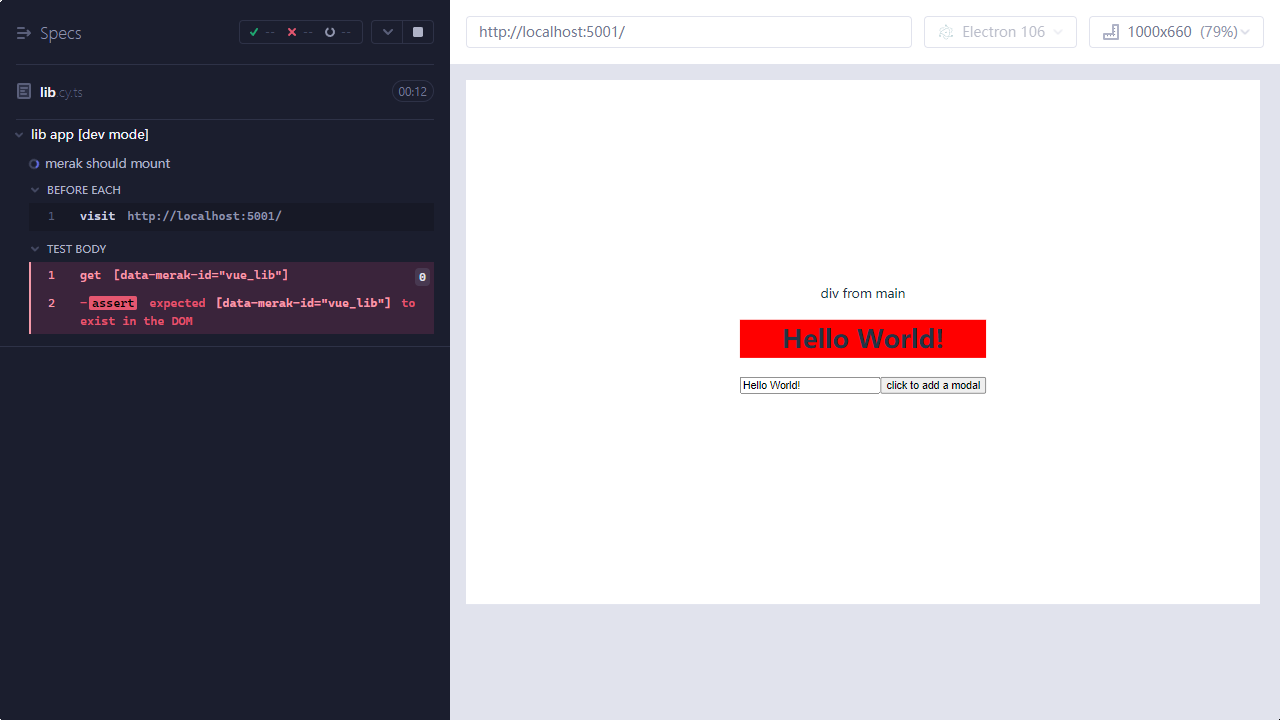 Specs
-- -- --
lib.cy.ts
00:12
lib app [dev mode]
merak should mount
BEFORE EACH
1 visit http://localhost:5001/
TEST BODY
1 get [data-merak-id="vue_lib"] 0
2 -assert expected [data-merak-id="vue_lib"] to
exist in the DOM
http://localhost:5001/
Electron 106
1000x660 (79%)
div from main
Hello World!
Hello World! click to add a modal